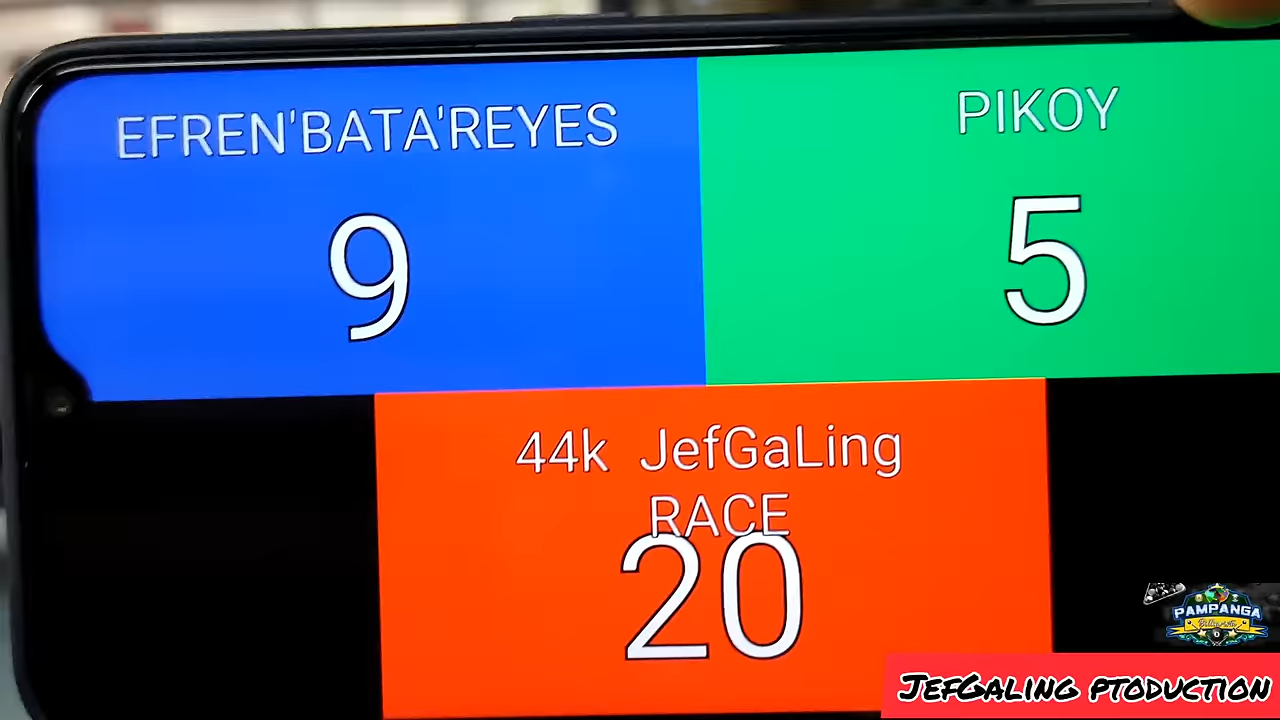 EFREN'BATA'REYES
9
PIKOY
5
44k JefGaLing
RACE
20
PAMPANGA
JEFGALING PTODUCTION